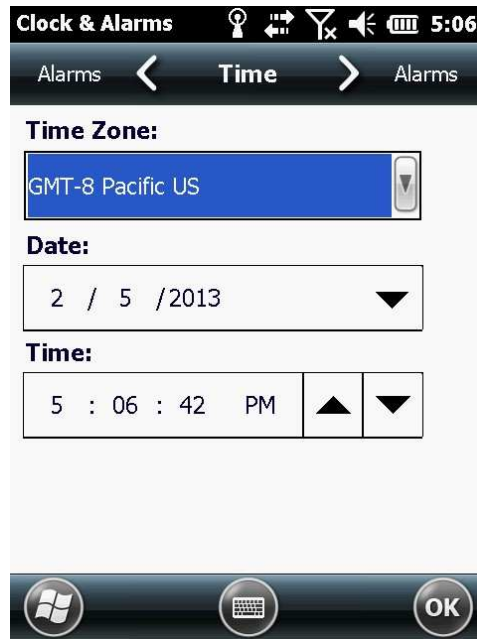 Clock & Alarms 5:06
Alarms Time Alarms
Time Zone:
GMT-8 Pacific US
Date:
2 / 5 /2013
Time:
5 : 06 : 42 PM
OK